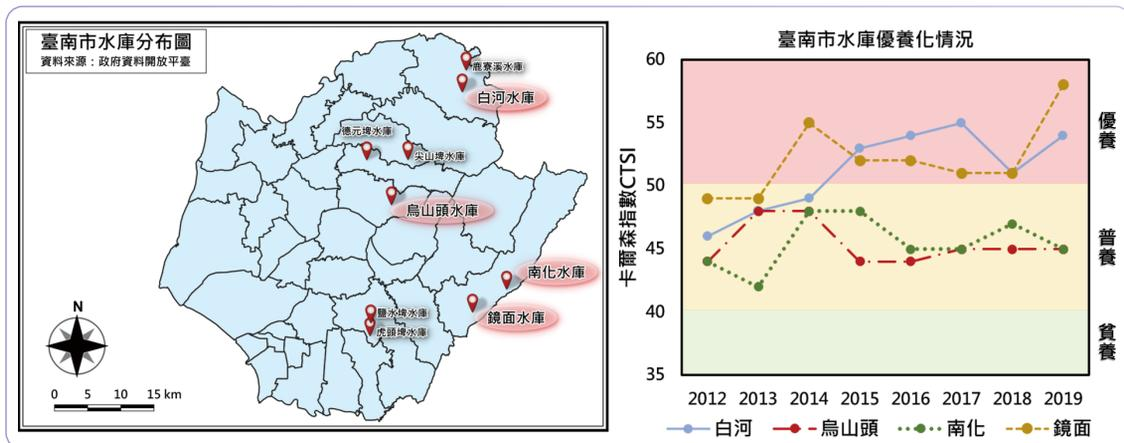 臺南市水庫分布圖
資料來源：政府資料開放平臺
鹿寮溪水庫
白河水庫
德元埤水庫
尖山埤水庫
烏山頭水庫
南化水庫
鏡面水庫
鹽水埤水庫
虎頭埤水庫
N
0 5 10 15 km
臺南市水庫優養化情況
卡爾森指數CTSI
60
55
50
45
40
35
優養
普養
貧養
2012 2013 2014 2015 2016 2017 2018 2019
白河 烏山頭 南化 鏡面